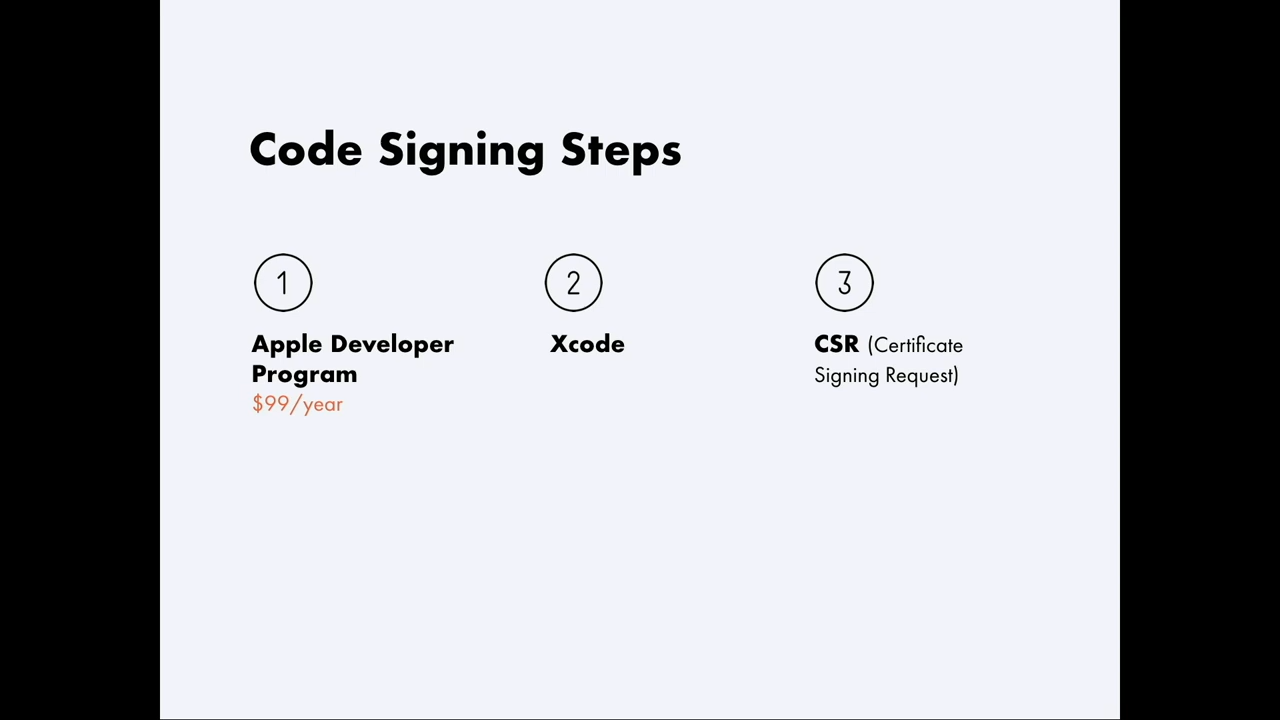 Code Signing Steps
1
Apple Developer
Program
$99/year
2
Xcode
3
CSR (Certificate
Signing Request)